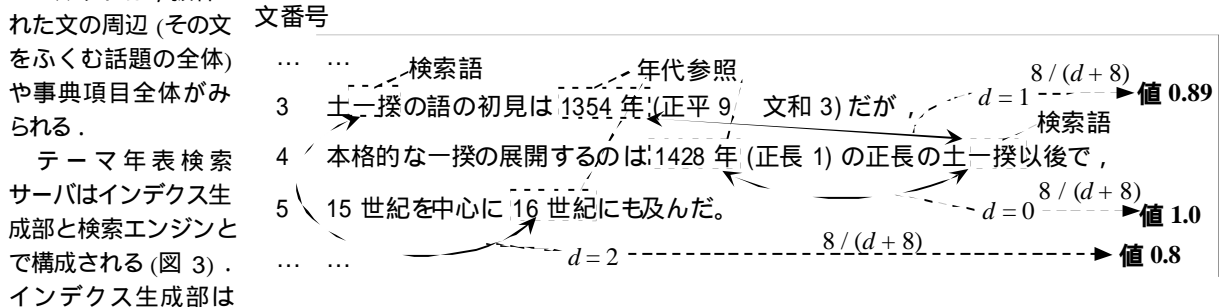 れた文の周辺 (その文
をふくむ話題の全体)
や事典項目全体がみ
られる．
テーマ年表検索
サーバはインデクス生
成部と検索エンジンと
で構成される (図 3)．
インデクス生成部は
文番号
… …
検索語
年代参照
8 / (d + 8)
3 土一揆の語の初見は 1354 年 (正平 9 文和 3) だが，
d = 1
値 0.89
検索語
4 本格的な一揆の展開するのは 1428 年 (正長 1) の正長の土一揆以後で，
8 / (d + 8)
5 15 世紀を中心に 16 世紀にも及んだ。
d = 0
値 1.0
… …
d = 2
8 / (d + 8)
値 0.8